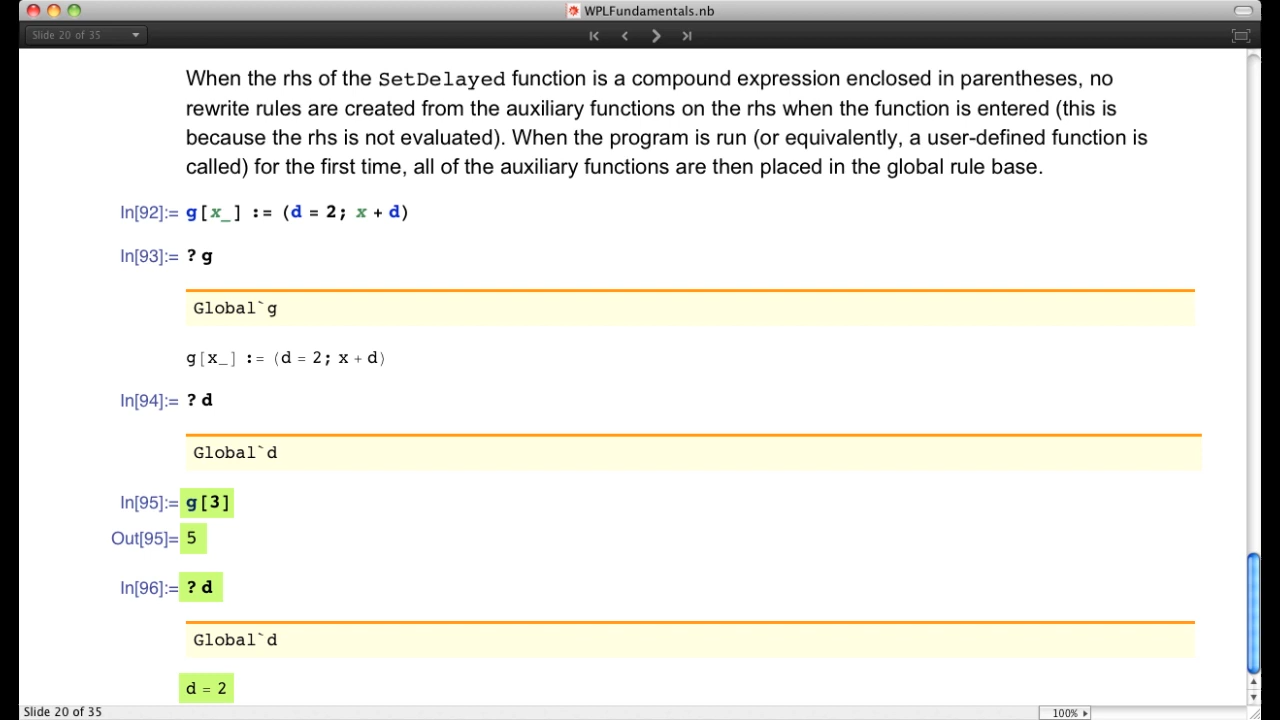 WPLFundamentals.nb
Slide 20 of 35
When the rhs of the SetDelayed function is a compound expression enclosed in parentheses, no
rewrite rules are created from the auxiliary functions on the rhs when the function is entered (this is
because the rhs is not evaluated). When the program is run (or equivalently, a user-defined function is
called) for the first time, all of the auxiliary functions are then placed in the global rule base.
In[92]:= g[x_] := (d = 2; x + d)
In[93]:= ? g
Global`g
g[x_] := (d = 2; x + d)
In[94]:= ? d
Global`d
In[95]:= g[3]
Out[95]= 5
In[96]:= ? d
Global`d
d = 2
Slide 20 of 35
100%